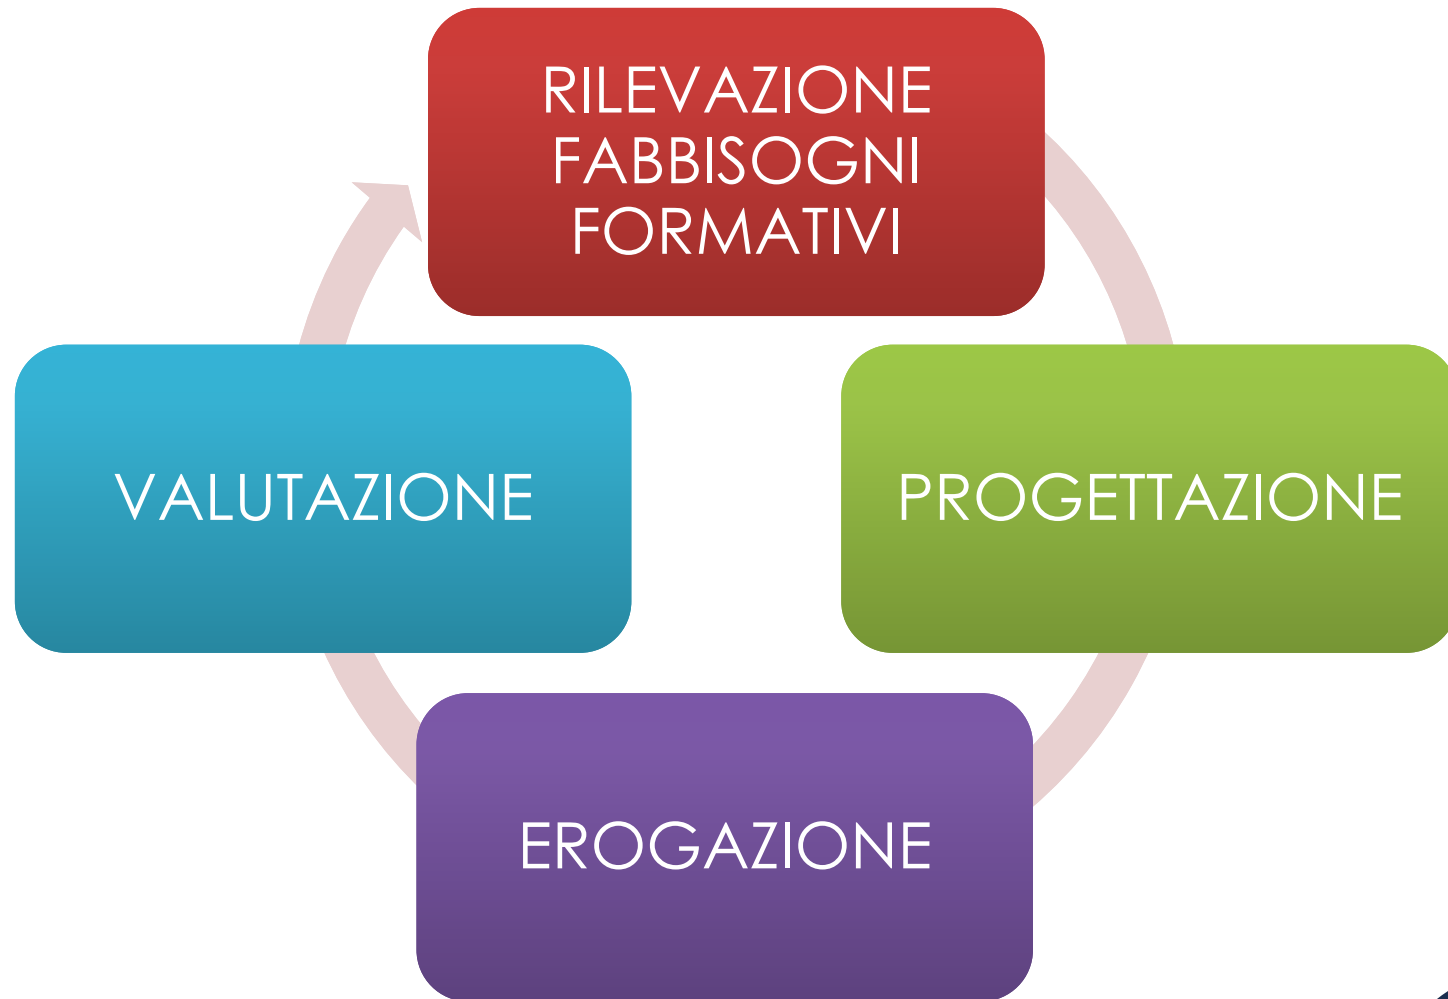 RILEVAZIONE
FABBISOGNI
FORMATIVI
VALUTAZIONE
PROGETTAZIONE
EROGAZIONE